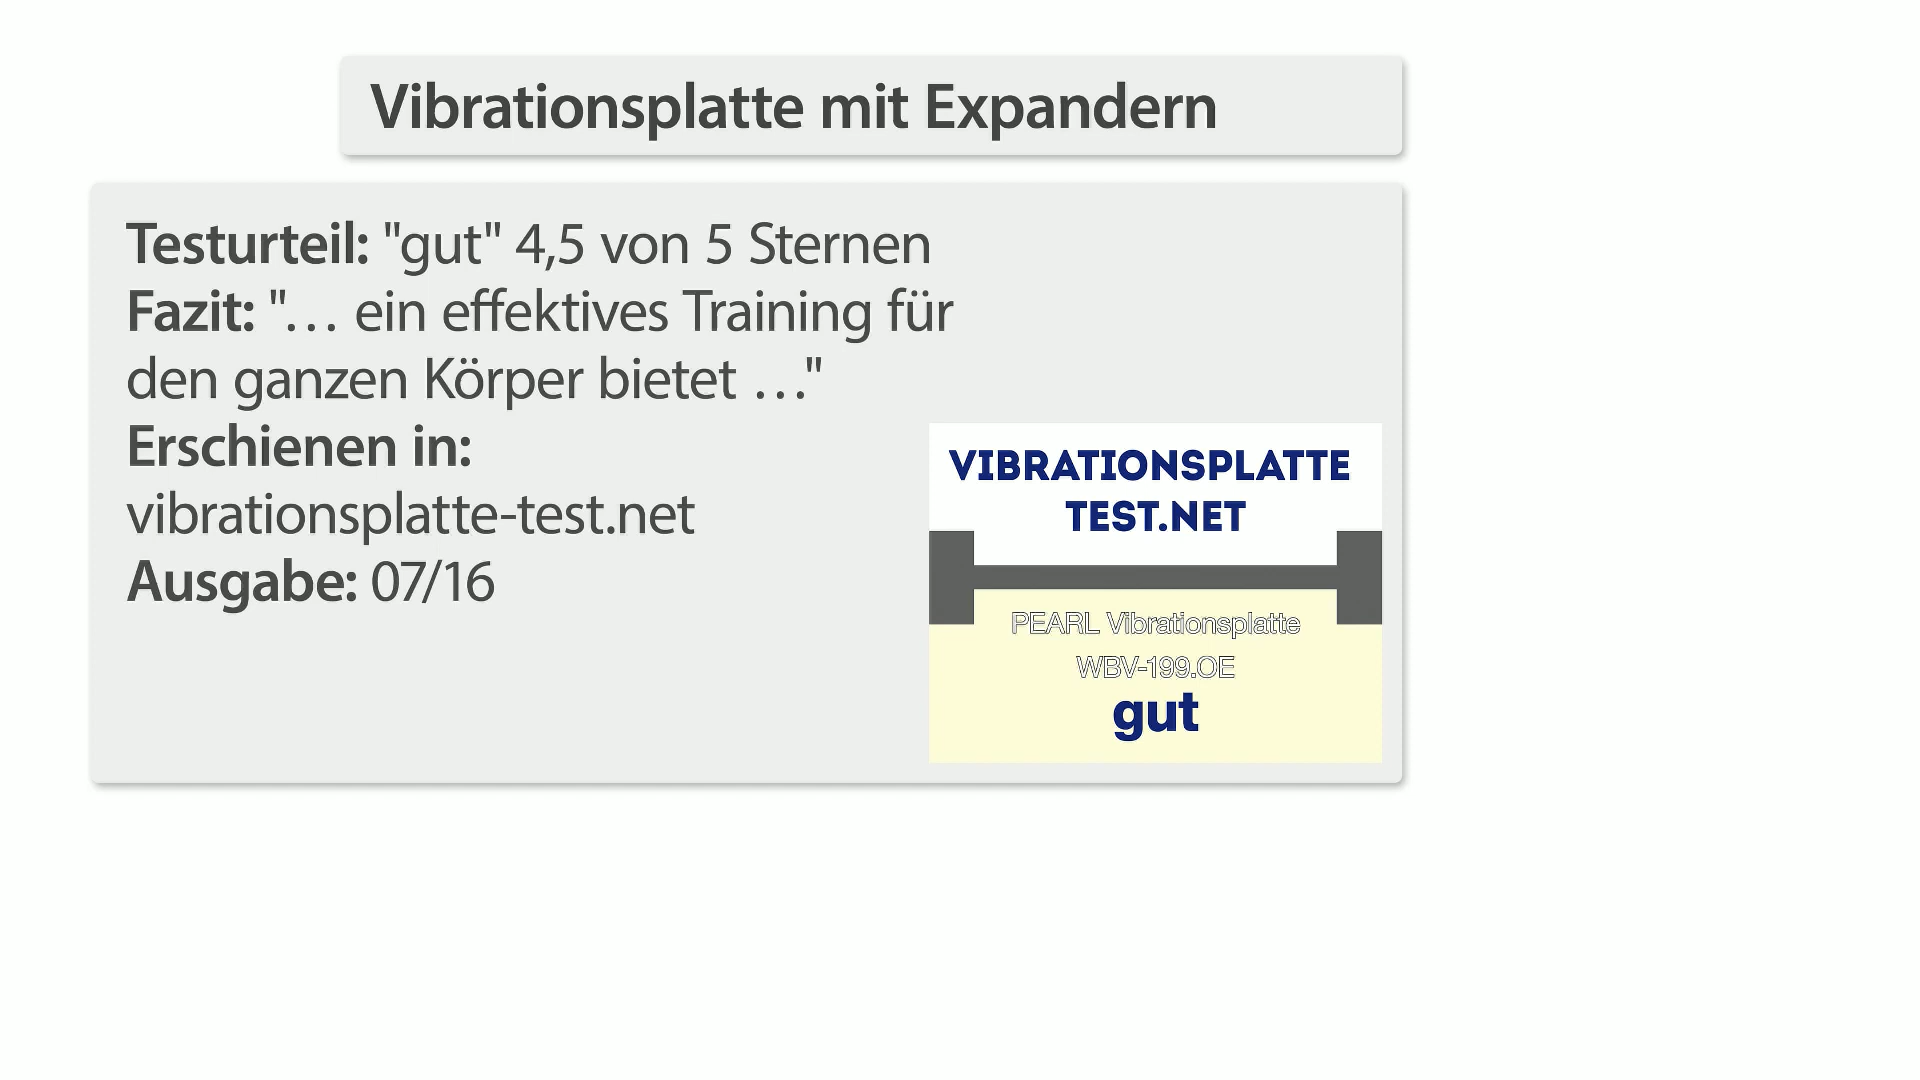 Vibrationsplatte mit Expandern
Testurteil: "gut" 4,5 von 5 Sternen
Fazit: "… ein effektives Training für
den ganzen Körper bietet …"
Erschienen in:
vibrationsplatte-test.net
Ausgabe: 07/16
VIBRATIONSPLATTE
TEST.NET
PEARL Vibrationsplatte
WBV-199.OE
gut